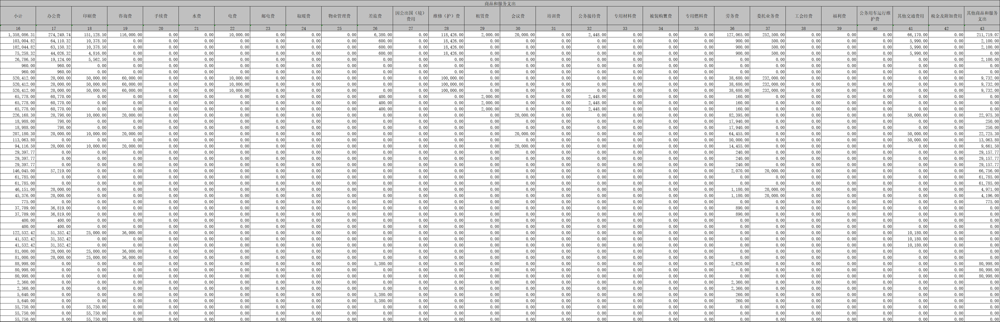 商品和服务支出
小计 办公费 印刷费 咨询费 手续费 水费 电费 邮电费 取暖费 物业管理费 差旅费 因公出国（境）费用 维修（护）费 租赁费 会议费 培训费 公务接待费 专用材料费 被装购置费 专用燃料费 劳务费 委托业务费 工会经费 福利费 公务用车运行维护费 其他交通费用 税金及附加费用 其他商品和服务支出
16 17 18 19 20 21 22 23 24 25 26 27 28 29 30 31 32 33 34 35 36 37 38 39 40 41 42 43
1,358,086.31 274,249.74 151,128.50 116,000.00 0.00 0.00 10,000.00 0.00 0.00 0.00 6,380.00 0.00 118,426.00 2,000.00 20,000.00 0.00 2,448.00 0.00 0.00 0.00 127,065.00 252,500.00 0.00 0.00 0.00 66,170.00 0.00 211,719.07
103,004.82 64,110.32 10,378.50 0.00 0.00 0.00 0.00 0.00 0.00 0.00 600.00 0.00 18,426.00 0.00 0.00 0.00 0.00 0.00 0.00 0.00 900.00 500.00 0.00 0.00 0.00 5,990.00 0.00 2,100.00
102,044.82 63,150.32 10,378.50 0.00 0.00 0.00 0.00 0.00 0.00 0.00 600.00 0.00 18,426.00 0.00 0.00 0.00 0.00 0.00 0.00 0.00 900.00 500.00 0.00 0.00 0.00 5,990.00 0.00 2,100.00
75,258.32 44,026.32 4,816.00 0.00 0.00 0.00 0.00 0.00 0.00 0.00 600.00 0.00 18,426.00 0.00 0.00 0.00 0.00 0.00 0.00 0.00 900.00 500.00 0.00 0.00 0.00 5,990.00 0.00 0.00
26,786.50 19,124.00 5,562.50 0.00 0.00 0.00 0.00 0.00 0.00 0.00 0.00 0.00 0.00 0.00 0.00 0.00 0.00 0.00 0.00 0.00 0.00 0.00 0.00 0.00 0.00 0.00 0.00 2,100.00
960.00 960.00 0.00 0.00 0.00 0.00 0.00 0.00 0.00 0.00 0.00 0.00 0.00 0.00 0.00 0.00 0.00 0.00 0.00 0.00 0.00 0.00 0.00 0.00 0.00 0.00 0.00 0.00
960.00 960.00 0.00 0.00 0.00 0.00 0.00 0.00 0.00 0.00 0.00 0.00 0.00 0.00 0.00 0.00 0.00 0.00 0.00 0.00 0.00 0.00 0.00 0.00 0.00 0.00 0.00 0.00
520,412.00 20,000.00 50,000.00 60,000.00 0.00 0.00 10,000.00 0.00 0.00 0.00 0.00 0.00 100,000.00 0.00 0.00 0.00 0.00 0.00 0.00 0.00 38,680.00 232,000.00 0.00 0.00 0.00 0.00 0.00 9,732.00
520,412.00 20,000.00 50,000.00 60,000.00 0.00 0.00 10,000.00 0.00 0.00 0.00 0.00 0.00 100,000.00 0.00 0.00 0.00 0.00 0.00 0.00 0.00 38,680.00 232,000.00 0.00 0.00 0.00 0.00 0.00 9,732.00
520,412.00 20,000.00 50,000.00 60,000.00 0.00 0.00 10,000.00 0.00 0.00 0.00 0.00 0.00 100,000.00 0.00 0.00 0.00 0.00 0.00 0.00 0.00 38,680.00 232,000.00 0.00 0.00 0.00 0.00 0.00 9,732.00
65,778.00 60,770.00 0.00 0.00 0.00 0.00 0.00 0.00 0.00 0.00 400.00 0.00 0.00 2,000.00 0.00 0.00 2,448.00 0.00 0.00 0.00 160.00 0.00 0.00 0.00 0.00 0.00 0.00 0.00
65,778.00 60,770.00 0.00 0.00 0.00 0.00 0.00 0.00 0.00 0.00 400.00 0.00 0.00 2,000.00 0.00 0.00 2,448.00 0.00 0.00 0.00 160.00 0.00 0.00 0.00 0.00 0.00 0.00 0.00
65,778.00 60,770.00 0.00 0.00 0.00 0.00 0.00 0.00 0.00 0.00 400.00 0.00 0.00 2,000.00 0.00 0.00 2,448.00 0.00 0.00 0.00 160.00 0.00 0.00 0.00 0.00 0.00 0.00 0.00
226,168.30 20,798.00 10,000.00 20,000.00 0.00 0.00 0.00 0.00 0.00 0.00 0.00 0.00 0.00 0.00 20,000.00 0.00 0.00 0.00 0.00 0.00 82,395.00 0.00 0.00 0.00 0.00 50,000.00 0.00 22,975.30
18,988.00 798.00 0.00 0.00 0.00 0.00 0.00 0.00 0.00 0.00 0.00 0.00 0.00 0.00 0.00 0.00 0.00 0.00 0.00 0.00 17,940.00 0.00 0.00 0.00 0.00 0.00 0.00 250.00
18,988.00 798.00 0.00 0.00 0.00 0.00 0.00 0.00 0.00 0.00 0.00 0.00 0.00 0.00 0.00 0.00 0.00 0.00 0.00 0.00 17,940.00 0.00 0.00 0.00 0.00 0.00 0.00 250.00
207,180.30 20,000.00 10,000.00 20,000.00 0.00 0.00 0.00 0.00 0.00 0.00 0.00 0.00 0.00 0.00 20,000.00 0.00 0.00 0.00 0.00 0.00 64,455.00 0.00 0.00 0.00 0.00 50,000.00 0.00 22,725.30
113,063.80 0.00 0.00 0.00 0.00 0.00 0.00 0.00 0.00 0.00 0.00 0.00 0.00 0.00 0.00 0.00 0.00 0.00 0.00 0.00 50,000.00 0.00 0.00 0.00 0.00 50,000.00 0.00 13,063.80
94,116.50 20,000.00 10,000.00 20,000.00 0.00 0.00 0.00 0.00 0.00 0.00 0.00 0.00 0.00 0.00 20,000.00 0.00 0.00 0.00 0.00 0.00 14,455.00 0.00 0.00 0.00 0.00 0.00 0.00 9,661.50
29,397.77 0.00 0.00 0.00 0.00 0.00 0.00 0.00 0.00 0.00 0.00 0.00 0.00 0.00 0.00 0.00 0.00 0.00 0.00 0.00 240.00 0.00 0.00 0.00 0.00 0.00 0.00 29,157.77
29,397.77 0.00 0.00 0.00 0.00 0.00 0.00 0.00 0.00 0.00 0.00 0.00 0.00 0.00 0.00 0.00 0.00 0.00 0.00 0.00 240.00 0.00 0.00 0.00 0.00 0.00 0.00 29,157.77
29,397.77 0.00 0.00 0.00 0.00 0.00 0.00 0.00 0.00 0.00 0.00 0.00 0.00 0.00 0.00 0.00 0.00 0.00 0.00 0.00 240.00 0.00 0.00 0.00 0.00 0.00 0.00 29,157.77
146,045.00 57,219.00 0.00 0.00 0.00 0.00 0.00 0.00 0.00 0.00 0.00 0.00 0.00 0.00 0.00 0.00 0.00 0.00 0.00 0.00 2,070.00 20,000.00 0.00 0.00 0.00 0.00 0.00 66,756.00
61,785.00 0.00 0.00 0.00 0.00 0.00 0.00 0.00 0.00 0.00 0.00 0.00 0.00 0.00 0.00 0.00 0.00 0.00 0.00 0.00 0.00 0.00 0.00 0.00 0.00 0.00 0.00 61,785.00
61,785.00 0.00 0.00 0.00 0.00 0.00 0.00 0.00 0.00 0.00 0.00 0.00 0.00 0.00 0.00 0.00 0.00 0.00 0.00 0.00 0.00 0.00 0.00 0.00 0.00 0.00 0.00 61,785.00
46,151.00 20,000.00 0.00 0.00 0.00 0.00 0.00 0.00 0.00 0.00 0.00 0.00 0.00 0.00 0.00 0.00 0.00 0.00 0.00 0.00 1,180.00 20,000.00 0.00 0.00 0.00 0.00 0.00 4,971.00
45,376.00 20,000.00 0.00 0.00 0.00 0.00 0.00 0.00 0.00 0.00 0.00 0.00 0.00 0.00 0.00 0.00 0.00 0.00 0.00 0.00 1,180.00 20,000.00 0.00 0.00 0.00 0.00 0.00 4,196.00
775.00 0.00 0.00 0.00 0.00 0.00 0.00 0.00 0.00 0.00 0.00 0.00 0.00 0.00 0.00 0.00 0.00 0.00 0.00 0.00 0.00 0.00 0.00 0.00 0.00 0.00 0.00 775.00
37,709.00 36,819.00 0.00 0.00 0.00 0.00 0.00 0.00 0.00 0.00 0.00 0.00 0.00 0.00 0.00 0.00 0.00 0.00 0.00 0.00 890.00 0.00 0.00 0.00 0.00 0.00 0.00 0.00
37,709.00 36,819.00 0.00 0.00 0.00 0.00 0.00 0.00 0.00 0.00 0.00 0.00 0.00 0.00 0.00 0.00 0.00 0.00 0.00 0.00 890.00 0.00 0.00 0.00 0.00 0.00 0.00 0.00
400.00 400.00 0.00 0.00 0.00 0.00 0.00 0.00 0.00 0.00 0.00 0.00 0.00 0.00 0.00 0.00 0.00 0.00 0.00 0.00 0.00 0.00 0.00 0.00 0.00 0.00 0.00 0.00
400.00 400.00 0.00 0.00 0.00 0.00 0.00 0.00 0.00 0.00 0.00 0.00 0.00 0.00 0.00 0.00 0.00 0.00 0.00 0.00 0.00 0.00 0.00 0.00 0.00 0.00 0.00 0.00
122,532.42 51,352.42 25,000.00 36,000.00 0.00 0.00 0.00 0.00 0.00 0.00 0.00 0.00 0.00 0.00 0.00 0.00 0.00 0.00 0.00 0.00 0.00 0.00 0.00 0.00 0.00 10,180.00 0.00 0.00
41,532.42 31,352.42 0.00 0.00 0.00 0.00 0.00 0.00 0.00 0.00 0.00 0.00 0.00 0.00 0.00 0.00 0.00 0.00 0.00 0.00 0.00 0.00 0.00 0.00 0.00 10,180.00 0.00 0.00
41,532.42 31,352.42 0.00 0.00 0.00 0.00 0.00 0.00 0.00 0.00 0.00 0.00 0.00 0.00 0.00 0.00 0.00 0.00 0.00 0.00 0.00 0.00 0.00 0.00 0.00 10,180.00 0.00 0.00
81,000.00 20,000.00 25,000.00 36,000.00 0.00 0.00 0.00 0.00 0.00 0.00 0.00 0.00 0.00 0.00 0.00 0.00 0.00 0.00 0.00 0.00 0.00 0.00 0.00 0.00 0.00 0.00 0.00 0.00
81,000.00 20,000.00 25,000.00 36,000.00 0.00 0.00 0.00 0.00 0.00 0.00 0.00 0.00 0.00 0.00 0.00 0.00 0.00 0.00 0.00 0.00 0.00 0.00 0.00 0.00 0.00 0.00 0.00 0.00
88,998.00 0.00 0.00 0.00 0.00 0.00 0.00 0.00 0.00 0.00 5,380.00 0.00 0.00 0.00 0.00 0.00 0.00 0.00 0.00 0.00 2,620.00 0.00 0.00 0.00 0.00 0.00 0.00 80,998.00
80,998.00 0.00 0.00 0.00 0.00 0.00 0.00 0.00 0.00 0.00 0.00 0.00 0.00 0.00 0.00 0.00 0.00 0.00 0.00 0.00 0.00 0.00 0.00 0.00 0.00 0.00 0.00 80,998.00
80,998.00 0.00 0.00 0.00 0.00 0.00 0.00 0.00 0.00 0.00 0.00 0.00 0.00 0.00 0.00 0.00 0.00 0.00 0.00 0.00 0.00 0.00 0.00 0.00 0.00 0.00 0.00 80,998.00
2,360.00 0.00 0.00 0.00 0.00 0.00 0.00 0.00 0.00 0.00 0.00 0.00 0.00 0.00 0.00 0.00 0.00 0.00 0.00 0.00 2,360.00 0.00 0.00 0.00 0.00 0.00 0.00 0.00
2,360.00 0.00 0.00 0.00 0.00 0.00 0.00 0.00 0.00 0.00 0.00 0.00 0.00 0.00 0.00 0.00 0.00 0.00 0.00 0.00 2,360.00 0.00 0.00 0.00 0.00 0.00 0.00 0.00
5,640.00 0.00 0.00 0.00 0.00 0.00 0.00 0.00 0.00 0.00 5,380.00 0.00 0.00 0.00 0.00 0.00 0.00 0.00 0.00 0.00 260.00 0.00 0.00 0.00 0.00 0.00 0.00 0.00
5,640.00 0.00 0.00 0.00 0.00 0.00 0.00 0.00 0.00 0.00 5,380.00 0.00 0.00 0.00 0.00 0.00 0.00 0.00 0.00 0.00 260.00 0.00 0.00 0.00 0.00 0.00 0.00 0.00
55,750.00 0.00 55,750.00 0.00 0.00 0.00 0.00 0.00 0.00 0.00 0.00 0.00 0.00 0.00 0.00 0.00 0.00 0.00 0.00 0.00 0.00 0.00 0.00 0.00 0.00 0.00 0.00 0.00
55,750.00 0.00 55,750.00 0.00 0.00 0.00 0.00 0.00 0.00 0.00 0.00 0.00 0.00 0.00 0.00 0.00 0.00 0.00 0.00 0.00 0.00 0.00 0.00 0.00 0.00 0.00 0.00 0.00
55,750.00 0.00 55,750.00 0.00 0.00 0.00 0.00 0.00 0.00 0.00 0.00 0.00 0.00 0.00 0.00 0.00 0.00 0.00 0.00 0.00 0.00 0.00 0.00 0.00 0.00 0.00 0.00 0.00